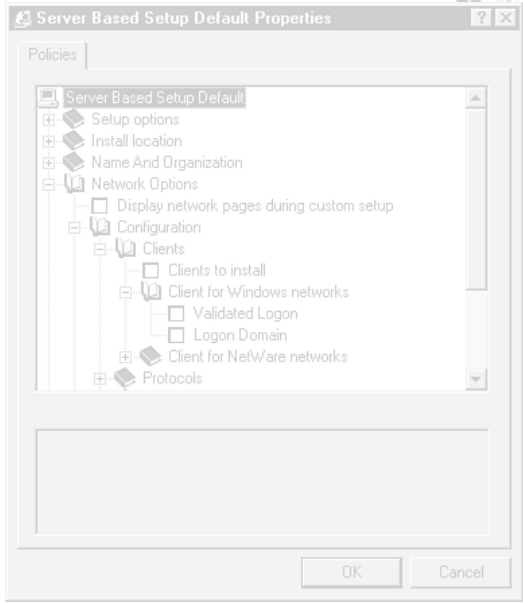 Server Based Setup Default Properties
Policies
Server Based Setup Default
Setup options
Install location
Name And Organization
Network Options
Display network pages during custom setup
Configuration
Clients
Clients to install
Client for Windows networks
Validated Logon
Logon Domain
Client for NetWare networks
Protocols
OK Cancel